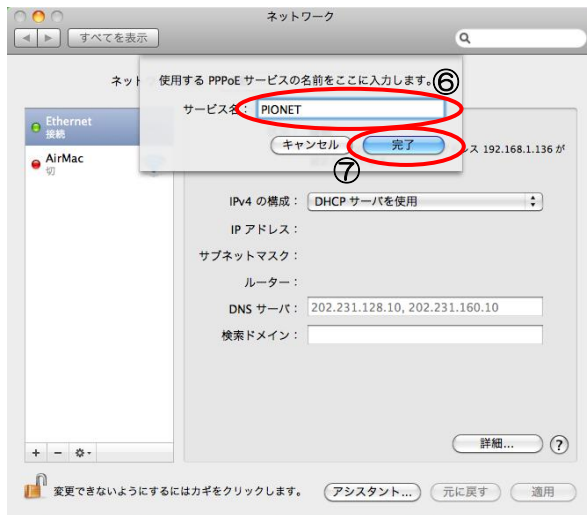 ネットワーク
すべてを表示
使用する PPPoE サービスの名前をここに入力します。
⑥
ネット
サービス名： PIONET
キャンセル 完了
⑦
Ethernet
接続
AirMac
切
ス 192.168.1.136 が
IPv4 の構成： DHCP サーバを使用
IP アドレス：
サブネットマスク：
ルーター：
DNS サーバ： 202.231.128.10, 202.231.160.10
検索ドメイン：
詳細... ?
+ −
変更できないようにするにはカギをクリックします。 アシスタント... 元に戻す 適用